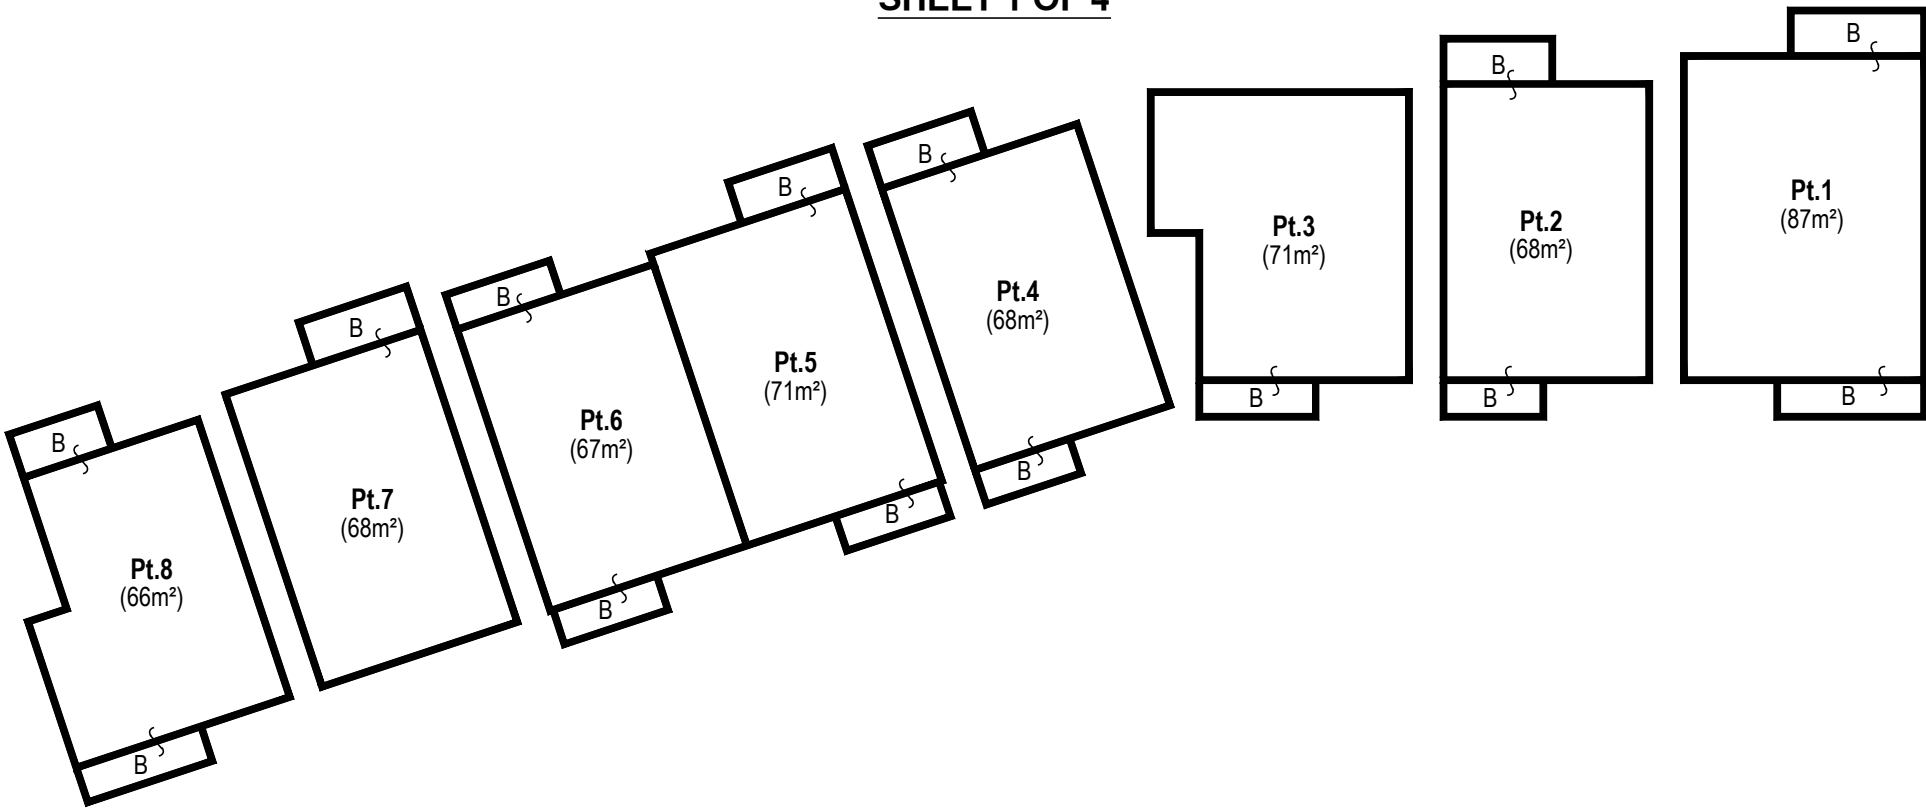 SHEET 1 OF 4
B
B
Pt.1
(87m²)
B
B
Pt.2
(68m²)
B
Pt.3
(71m²)
B
B
Pt.4
(68m²)
B
B
Pt.5
(71m²)
B
B
Pt.6
(67m²)
B
B
Pt.7
(68m²)
B
Pt.8
(66m²)
B